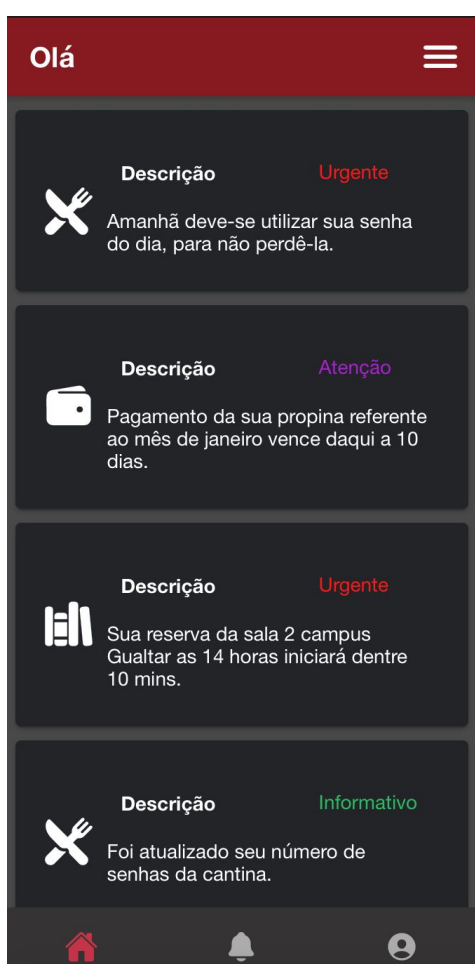 Olá
Descrição
Urgente
Amanhã deve-se utilizar sua senha
do dia, para não perdê-la.
Descrição
Atenção
Pagamento da sua propina referente
ao mês de janeiro vence daqui a 10
dias.
Descrição
Urgente
Sua reserva da sala 2 campus
Gualtar as 14 horas iniciará dentre
10 mins.
Descrição
Informativo
Foi atualizado seu número de
senhas da cantina.